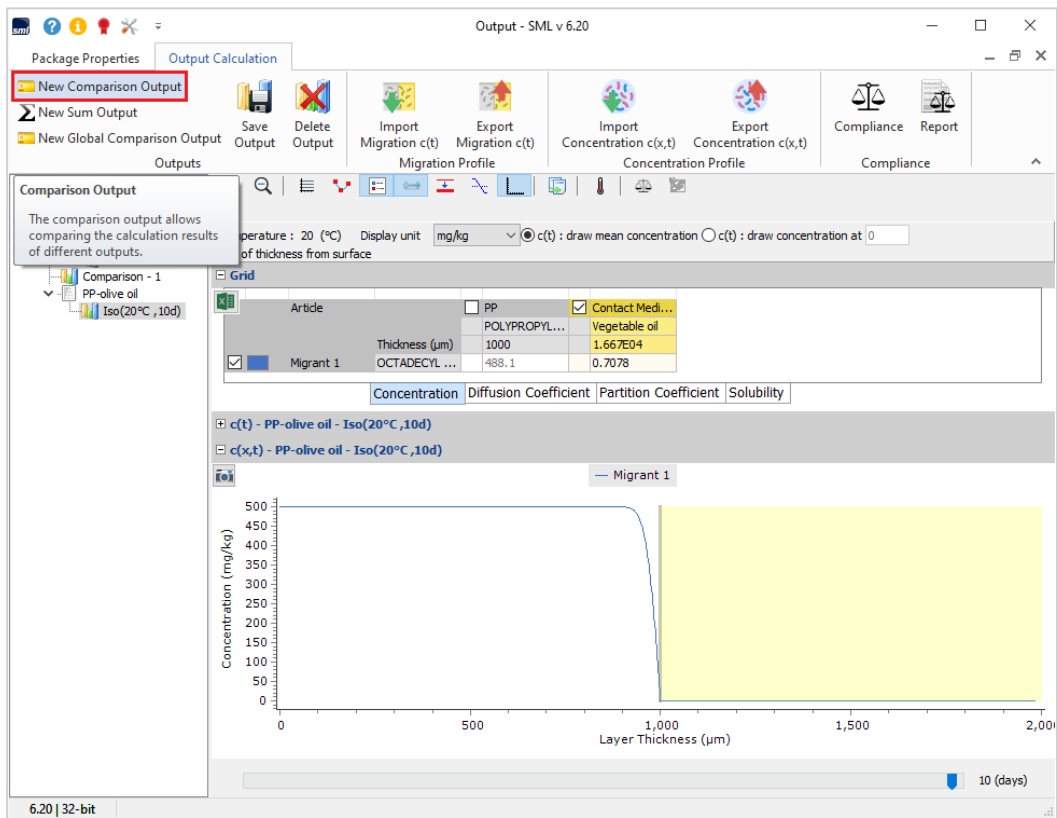 sml
Output - SML v 6.20
Package Properties
Output Calculation
New Comparison Output
New Sum Output
New Global Comparison Output
Save Output
Delete Output
Import Migration c(t)
Export Migration c(t)
Import Concentration c(x,t)
Export Concentration c(x,t)
Compliance
Report
Outputs
Migration Profile
Concentration Profile
Compliance
Comparison Output
The comparison output allows
comparing the calculation results
of different outputs.
perature : 20 (°C) Display unit mg/kg c(t) : draw mean concentration c(t) : draw concentration at 0
of thickness from surface
Comparison - 1
PP-olive oil
Iso(20°C ,10d)
Grid
Article PP Contact Medi...
POLYPROPYL... Vegetable oil
Thickness (µm) 1000 1.667E04
Migrant 1 OCTADECYL ... 488.1 0.7078
Concentration Diffusion Coefficient Partition Coefficient Solubility
c(t) - PP-olive oil - Iso(20°C ,10d)
c(x,t) - PP-olive oil - Iso(20°C ,10d)
Migrant 1
Concentration (mg/kg)
500
450
400
350
300
250
200
150
100
50
0
0 500 1,000 1,500 2,00
Layer Thickness (µm)
10 (days)
6.20 | 32-bit